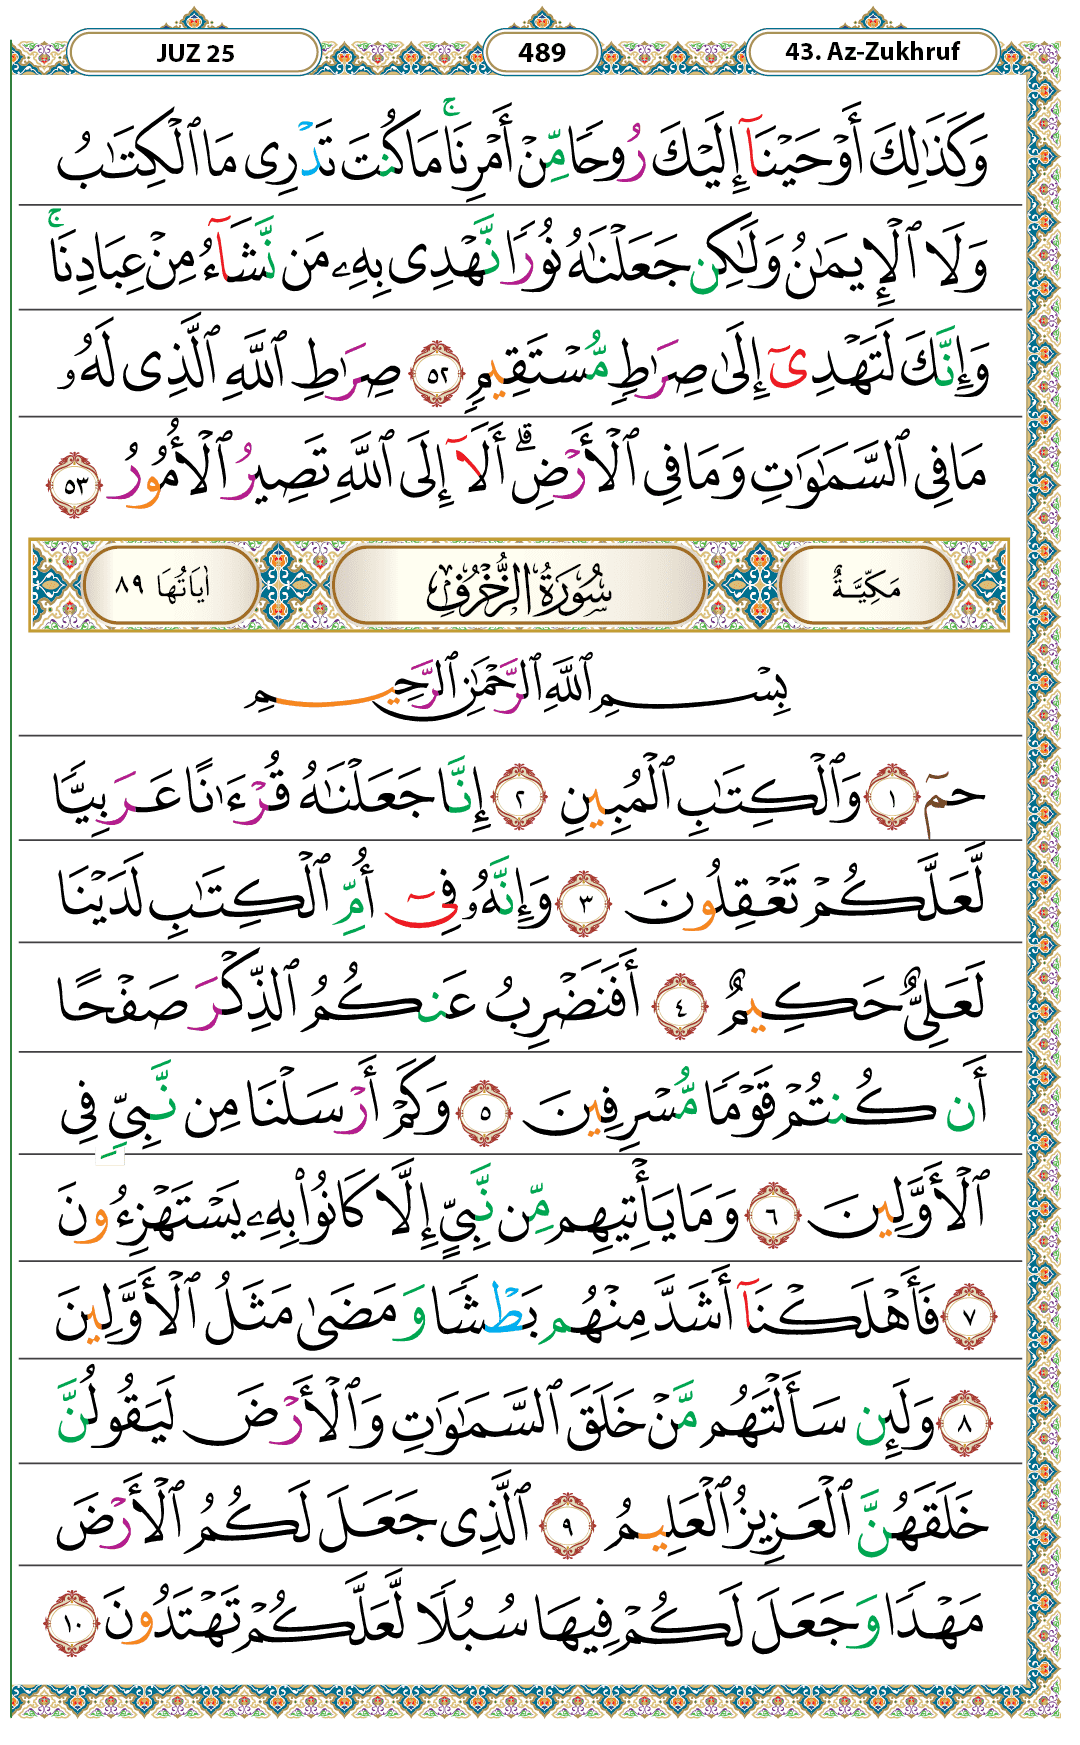 JUZ 25 489 43. Az-Zukhruf
وَكَذَٰلِكَ أَوْحَيْنَآ إِلَيْكَ رُوحًا مِّنْ أَمْرِنَا ۚ مَا كُنتَ تَدْرِى مَا ٱلْكِتَـٰبُ
وَلَا ٱلْإِيمَـٰنُ وَلَـٰكِن جَعَلْنَـٰهُ نُورًا نَّهْدِى بِهِۦ مَن نَّشَآءُ مِنْ عِبَادِنَا ۚ
وَإِنَّكَ لَتَهْدِىٓ إِلَىٰ صِرَٰطٍ مُّسْتَقِيمٍ ٥٢ صِرَٰطِ ٱللَّهِ ٱلَّذِى لَهُۥ
مَا فِى ٱلسَّمَـٰوَٰتِ وَمَا فِى ٱلْأَرْضِ ۗ أَلَآ إِلَى ٱللَّهِ تَصِيرُ ٱلْأُمُورُ ٥٣
مَكِّيَّةٌ سُورَةُ الزُّخْرُفِ اٰيَاتُهَا ٨٩
بِسْمِ ٱللَّهِ ٱلرَّحْمَـٰنِ ٱلرَّحِيمِ
حمٓ ١ وَٱلْكِتَـٰبِ ٱلْمُبِينِ ٢ إِنَّا جَعَلْنَـٰهُ قُرْءَٰنًا عَرَبِيًّا
لَّعَلَّكُمْ تَعْقِلُونَ ٣ وَإِنَّهُۥ فِىٓ أُمِّ ٱلْكِتَـٰبِ لَدَيْنَا
لَعَلِىٌّ حَكِيمٌ ٤ أَفَنَضْرِبُ عَنكُمُ ٱلذِّكْرَ صَفْحًا
أَن كُنتُمْ قَوْمًا مُّسْرِفِينَ ٥ وَكَمْ أَرْسَلْنَا مِن نَّبِىٍّ فِى
ٱلْأَوَّلِينَ ٦ وَمَا يَأْتِيهِم مِّن نَّبِىٍّ إِلَّا كَانُوا۟ بِهِۦ يَسْتَهْزِءُونَ
٧ فَأَهْلَكْنَآ أَشَدَّ مِنْهُم بَطْشًا وَمَضَىٰ مَثَلُ ٱلْأَوَّلِينَ
٨ وَلَئِن سَأَلْتَهُم مَّنْ خَلَقَ ٱلسَّمَـٰوَٰتِ وَٱلْأَرْضَ لَيَقُولُنَّ
خَلَقَهُنَّ ٱلْعَزِيزُ ٱلْعَلِيمُ ٩ ٱلَّذِى جَعَلَ لَكُمُ ٱلْأَرْضَ
مَهْدًا وَجَعَلَ لَكُمْ فِيهَا سُبُلًا لَّعَلَّكُمْ تَهْتَدُونَ ١٠